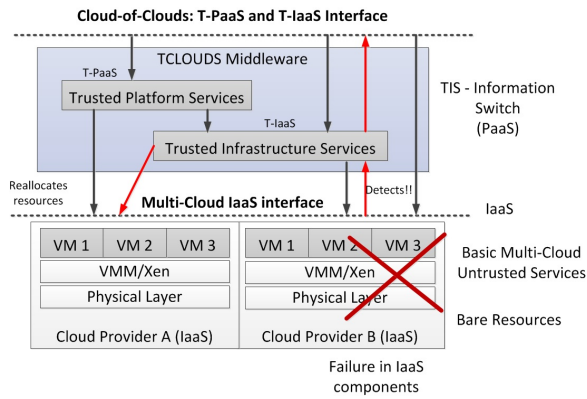 Cloud-of-Clouds: T-PaaS and T-IaaS Interface
TCLOUDS Middleware
T-PaaS
Trusted Platform Services
T-IaaS
Trusted Infrastructure Services
TIS - Information
Switch
(PaaS)
Reallocates
resources
Multi-Cloud IaaS interface
Detects!!
IaaS
VM 1 VM 2 VM 3
VMM/Xen
Physical Layer
Cloud Provider A (IaaS)
VM 1 VM 2 VM 3
VMM/Xen
Physical Layer
Cloud Provider B (IaaS)
Basic Multi-Cloud
Untrusted Services
Bare Resources
Failure in IaaS
components